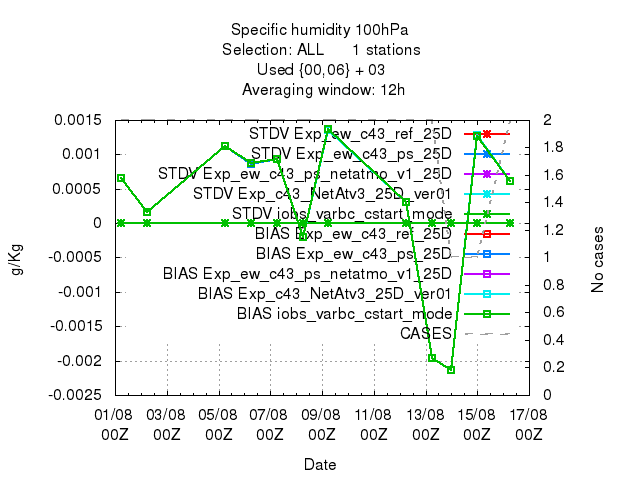 Specific humidity 100hPa
Selection: ALL 1 stations
Used {00,06} + 03
Averaging window: 12h
0.0015
0.001
0.0005
0
-0.0005
-0.001
-0.0015
-0.002
-0.0025
g/Kg
STDV Exp_ew_c43_ref_25D
STDV Exp_ew_c43_ps_25D
STDV Exp_ew_c43_ps_netatmo_v1_25D
STDV Exp_c43_NetAtv3_25D_ver01
STDV iobs_varbc_cstart_mode
BIAS Exp_ew_c43_ref_25D
BIAS Exp_ew_c43_ps_25D
BIAS Exp_ew_c43_ps_netatmo_v1_25D
BIAS Exp_c43_NetAtv3_25D_ver01
BIAS iobs_varbc_cstart_mode
CASES
2
1.8
1.6
1.4
1.2
1
0.8
0.6
0.4
0.2
0
No cases
01/08 03/08 05/08 07/08 09/08 11/08 13/08 15/08 17/08
00Z 00Z 00Z 00Z 00Z 00Z 00Z 00Z 00Z
Date